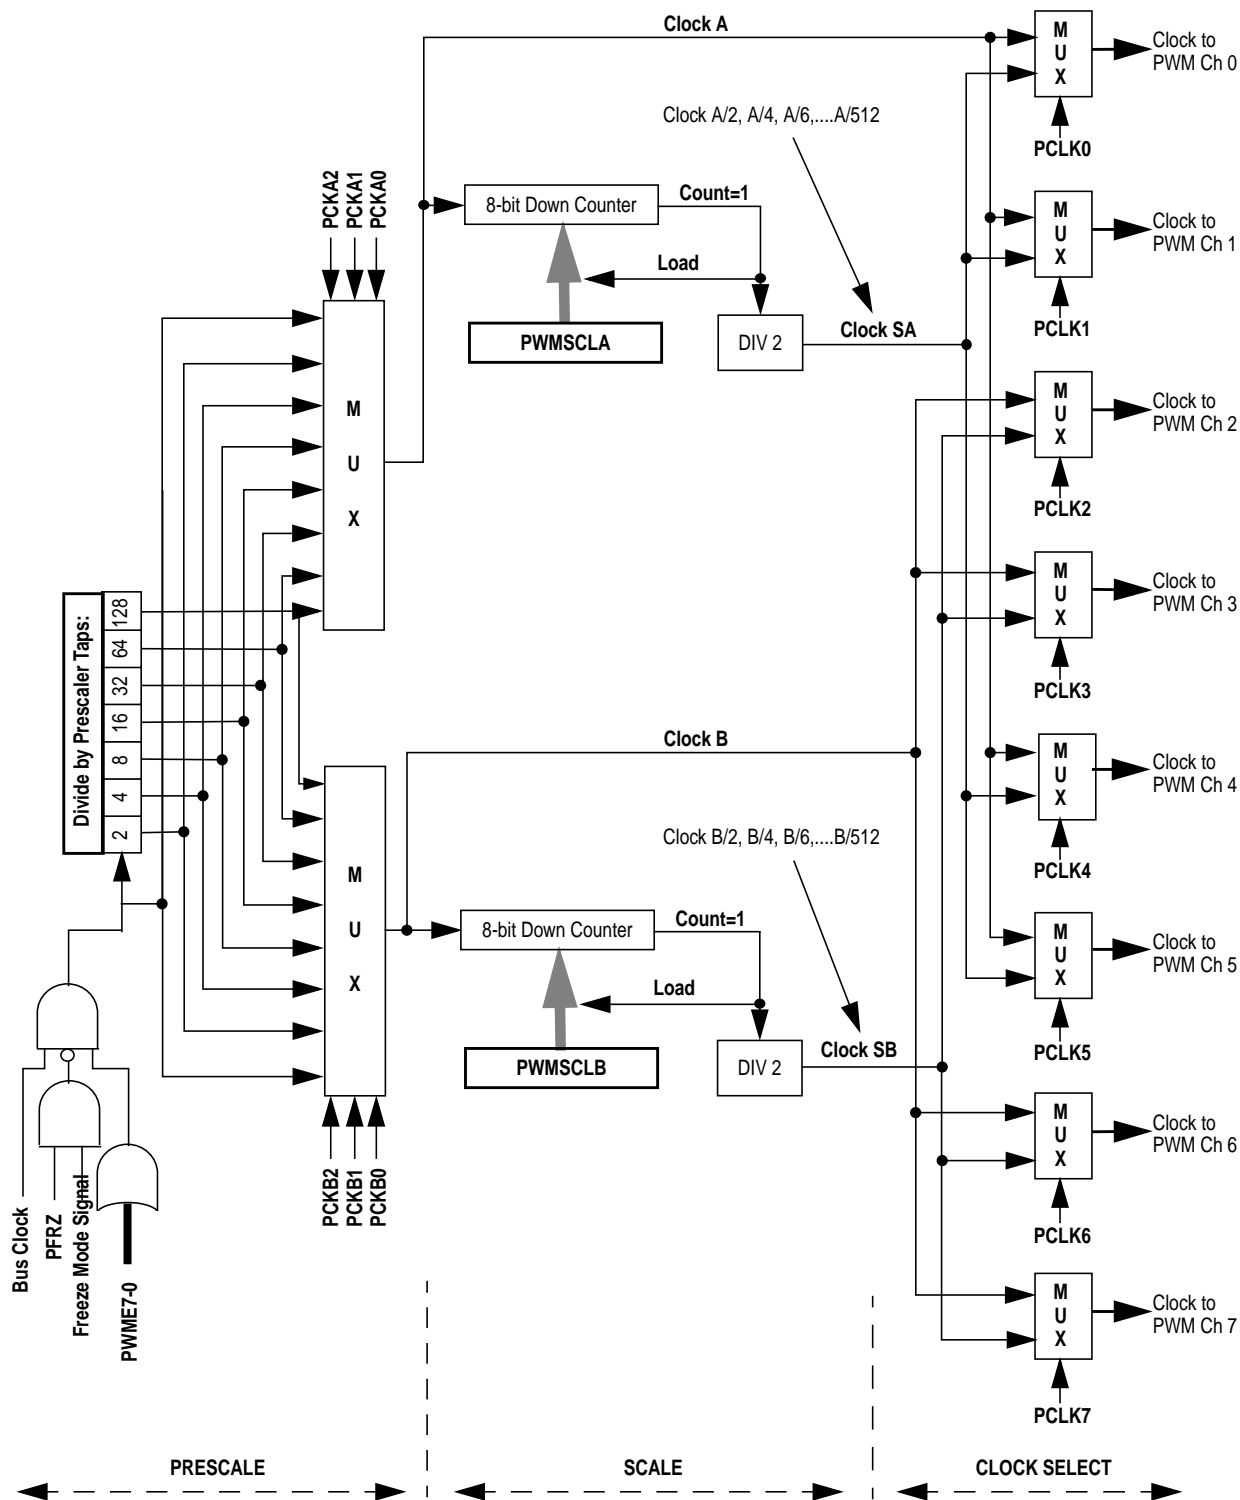 Clock A
M
U
X
Clock to
PWM Ch 0
PCLK0
Clock A/2, A/4, A/6,....A/512
PCKA2
PCKA1
PCKA0
8-bit Down Counter
Count=1
Load
PWMSCLA
DIV 2
Clock SA
M
U
X
Clock to
PWM Ch 1
PCLK1
M
U
X
M
U
X
Clock to
PWM Ch 2
PCLK2
M
U
X
Clock to
PWM Ch 3
PCLK3
Divide by Prescaler Taps:
128
64
32
16
8
4
2
Clock B
M
U
X
Clock to
PWM Ch 4
PCLK4
Clock B/2, B/4, B/6,....B/512
M
U
X
8-bit Down Counter
Count=1
Load
PWMSCLB
DIV 2
Clock SB
M
U
X
Clock to
PWM Ch 5
PCLK5
PCKB2
PCKB1
PCKB0
M
U
X
Clock to
PWM Ch 6
PCLK6
Bus Clock
PFRZ
Freeze Mode Signal
PWME7-0
M
U
X
Clock to
PWM Ch 7
PCLK7
PRESCALE
SCALE
CLOCK SELECT